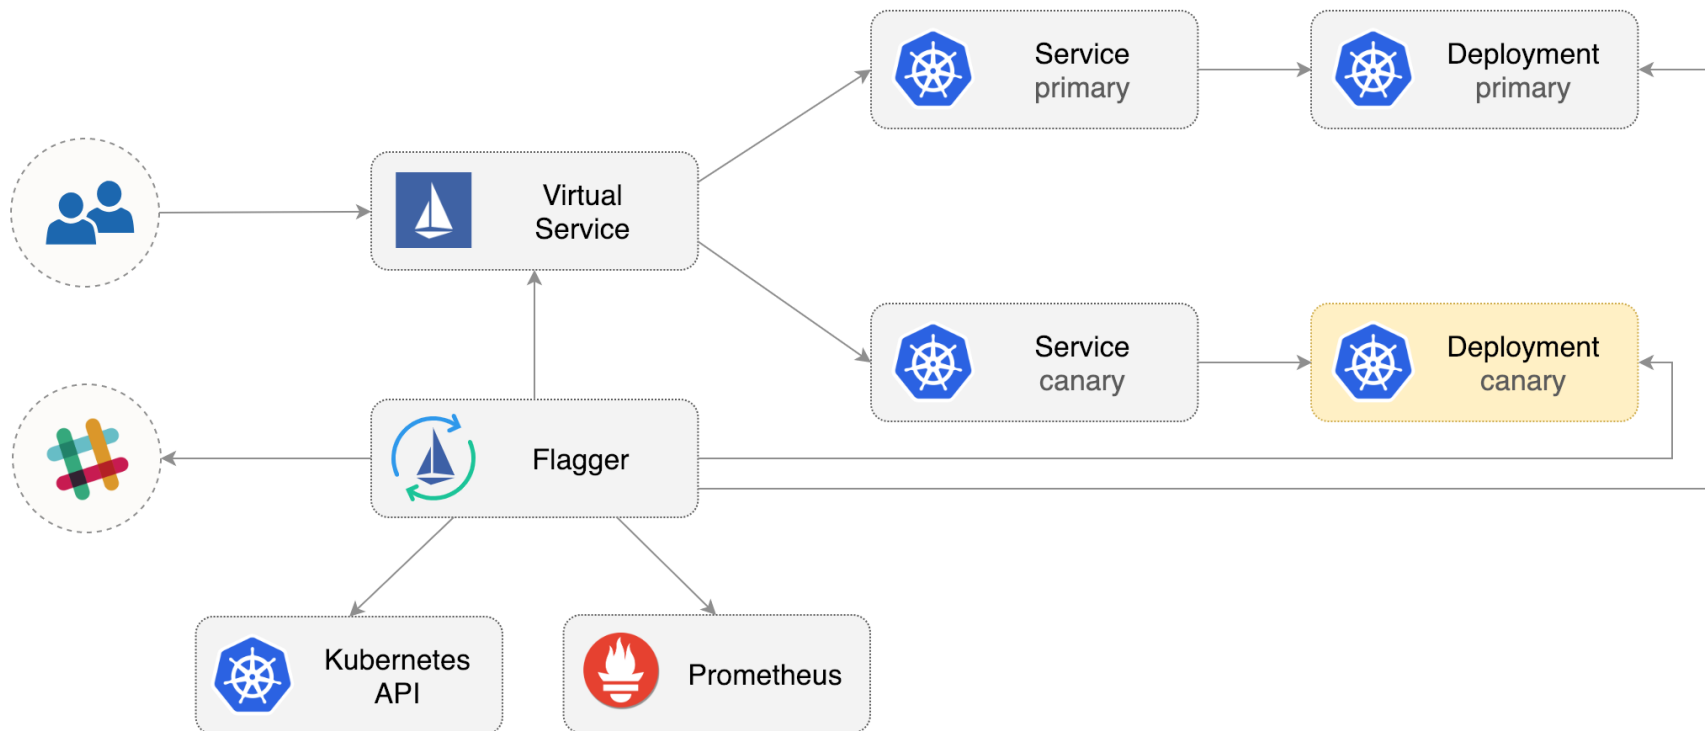 Service
primary
Deployment
primary
Virtual
Service
Service
canary
Deployment
canary
Flagger
Kubernetes
API
Prometheus